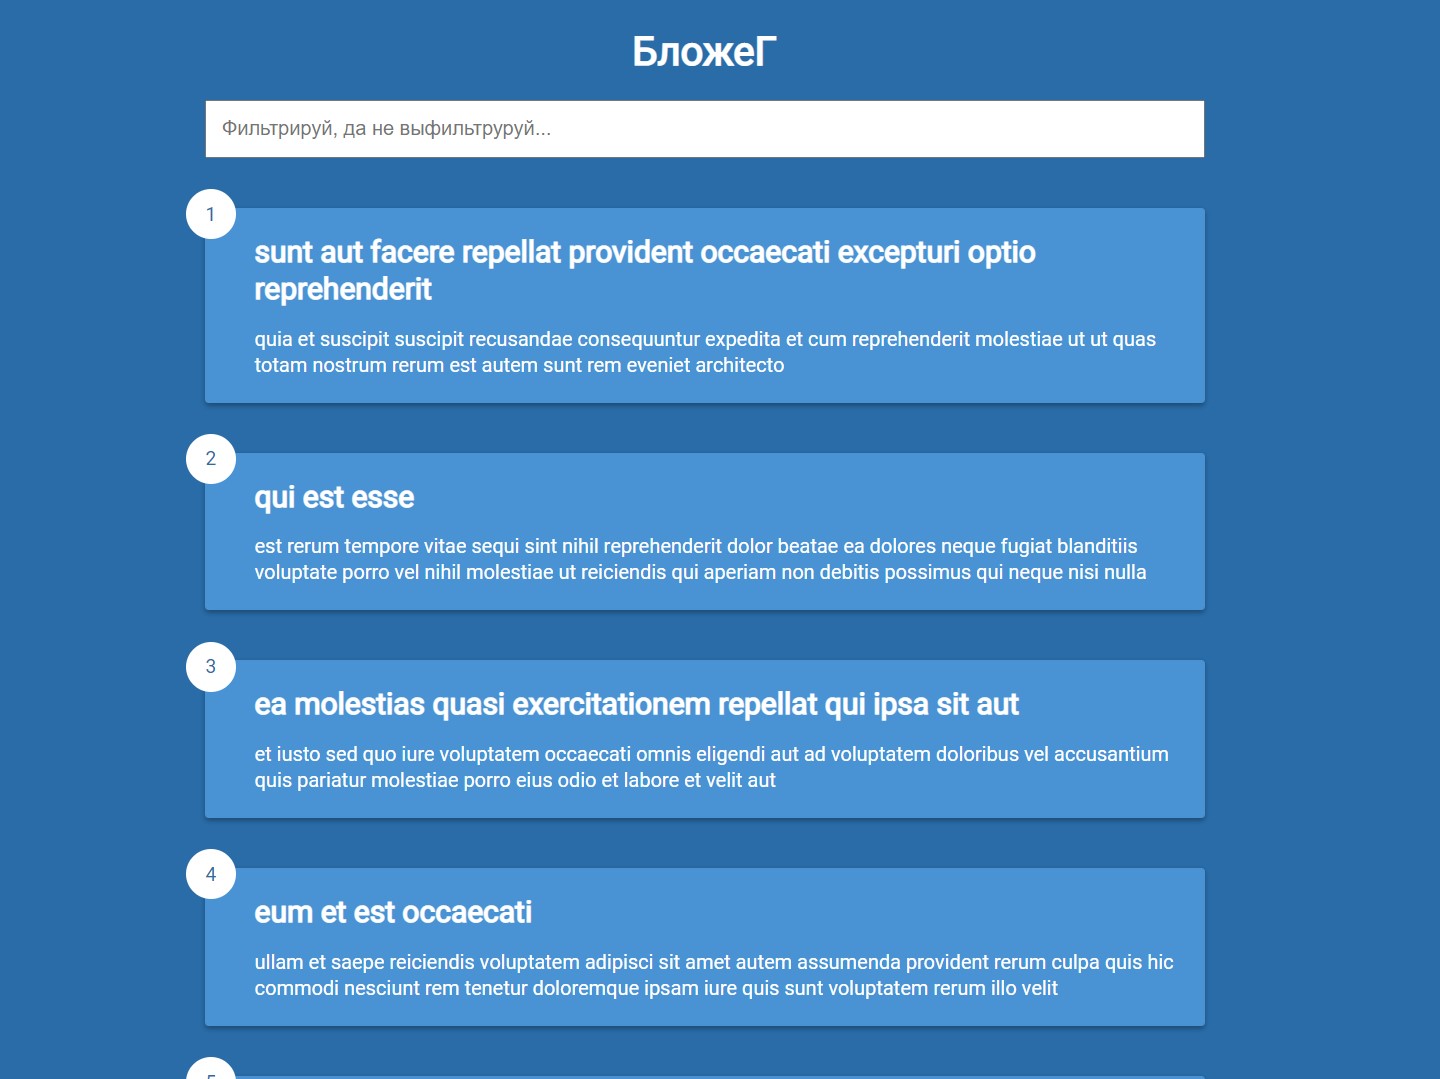 БложеГ
Фильтрируй, да не выфильтруруй...
1
sunt aut facere repellat provident occaecati excepturi optio
reprehenderit
quia et suscipit suscipit recusandae consequuntur expedita et cum reprehenderit molestiae ut ut quas
totam nostrum rerum est autem sunt rem eveniet architecto
2
qui est esse
est rerum tempore vitae sequi sint nihil reprehenderit dolor beatae ea dolores neque fugiat blanditiis
voluptate porro vel nihil molestiae ut reiciendis qui aperiam non debitis possimus qui neque nisi nulla
3
ea molestias quasi exercitationem repellat qui ipsa sit aut
et iusto sed quo iure voluptatem occaecati omnis eligendi aut ad voluptatem doloribus vel accusantium
quis pariatur molestiae porro eius odio et labore et velit aut
4
eum et est occaecati
ullam et saepe reiciendis voluptatem adipisci sit amet autem assumenda provident rerum culpa quis hic
commodi nesciunt rem tenetur doloremque ipsam iure quis sunt voluptatem rerum illo velit